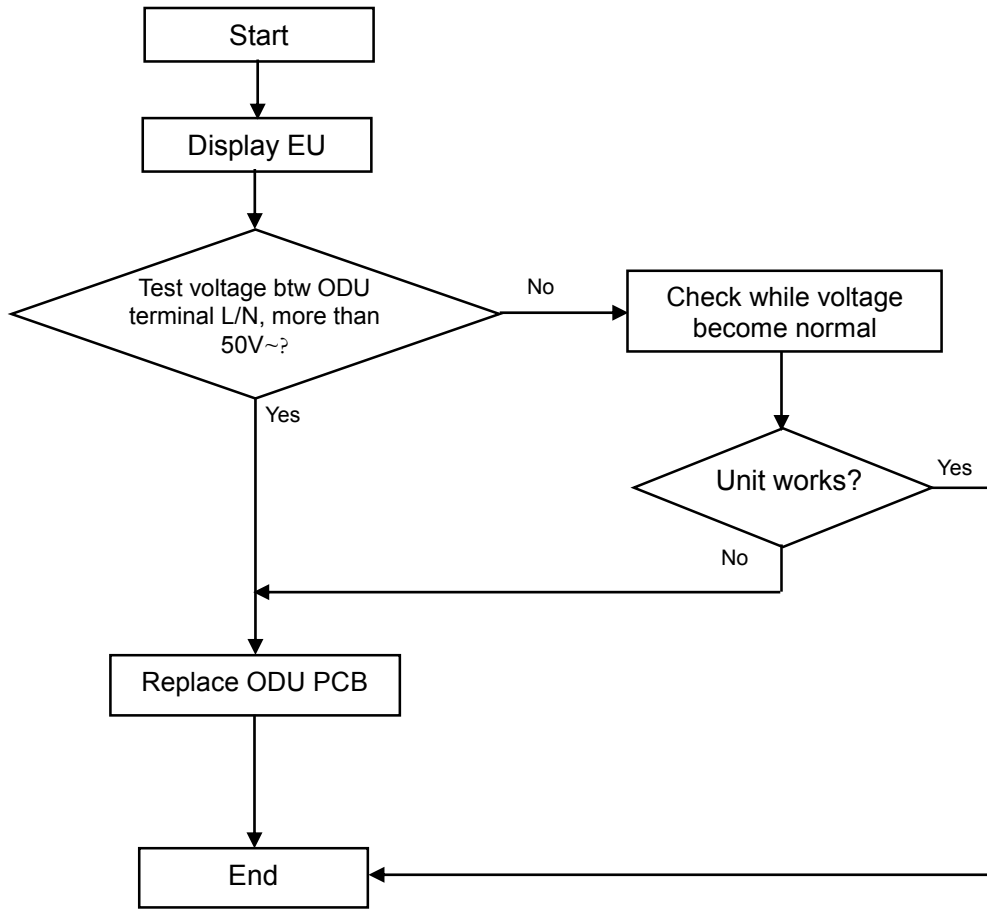 Start
Display EU
Test voltage btw ODU
terminal L/N, more than
50V~?
No
Check while voltage
become normal
Yes
Unit works?
Yes
No
Replace ODU PCB
End